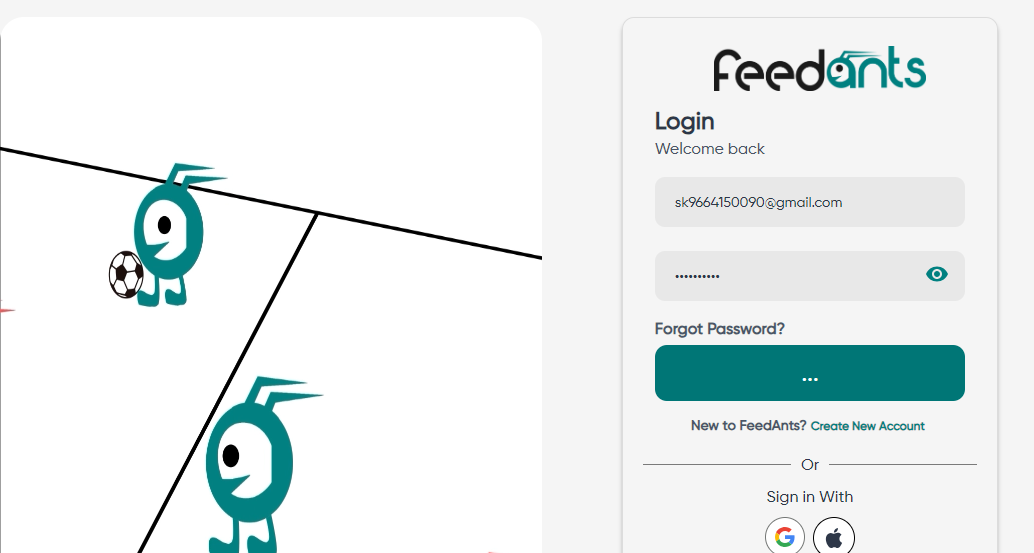 feedants
Login
Welcome back
sk9664150090@gmail.com
••••••••••
Forgot Password?
...
New to FeedAnts? Create New Account
Or
Sign in With